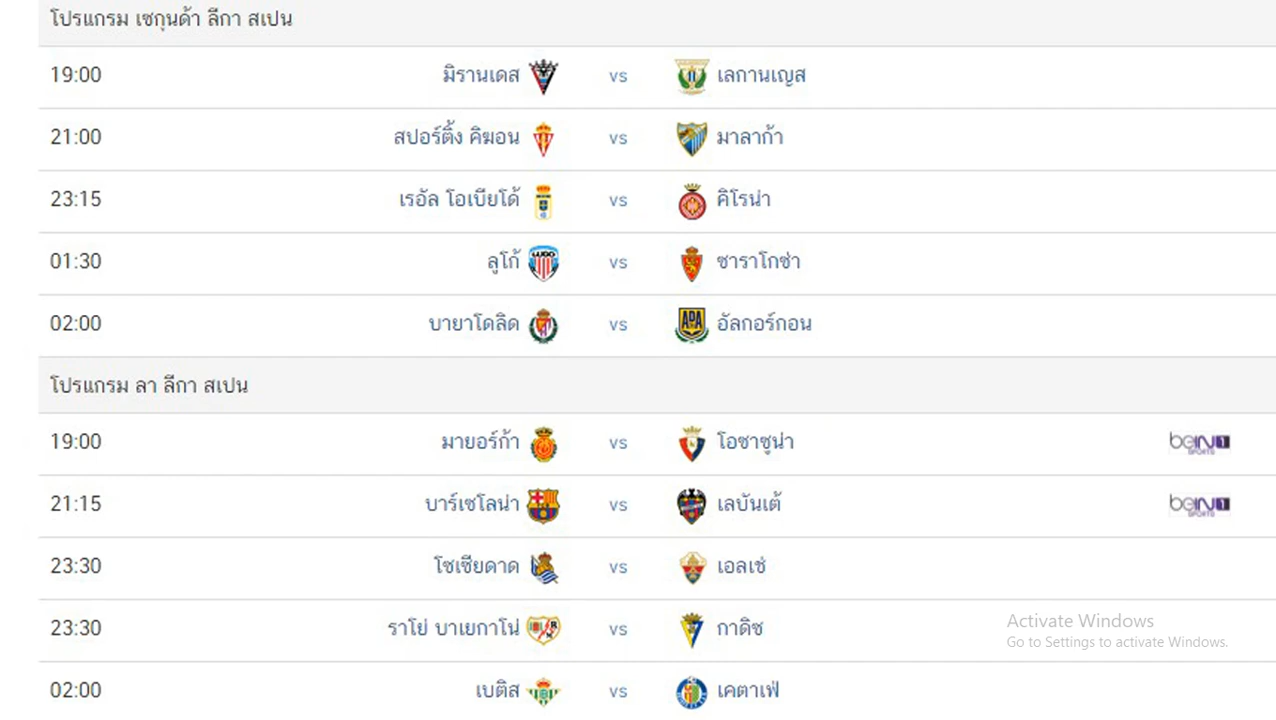 โปรแกรม เซกุนด้า ลีกา สเปน
19:00 มิรานเดส vs เลกานเญส
21:00 สปอร์ติ้ง คิฆอน vs มาลาก้า
23:15 เรอัล โอเบียโด้ vs คิโรน่า
01:30 ลูโก้ LUGO vs ซาราโกซ่า
02:00 บายาโดลิด vs อัลกอร์กอน
โปรแกรม ลา ลีกา สเปน
19:00 มายอร์ก้า vs โอซาซูน่า beIN SPORTS 1
21:15 บาร์เซโลน่า vs เลบันเต้ beIN SPORTS 1
23:30 โซเซียดาด vs เอลเช่
23:30 ราโย่ บาเยกาโน่ vs กาดิซ
Activate Windows
Go to Settings to activate Windows.
02:00 เบติส vs เคตาเฟ่